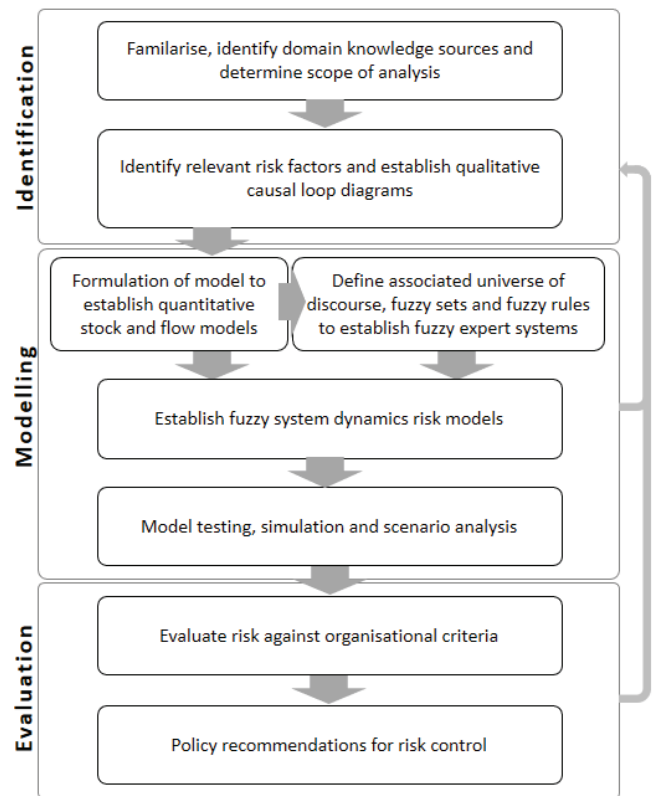 Identification
Familarise, identify domain knowledge sources and
determine scope of analysis
Identify relevant risk factors and establish qualitative
causal loop diagrams
Modelling
Formulation of model to
establish quantitative
stock and flow models
Define associated universe of
discourse, fuzzy sets and fuzzy rules
to establish fuzzy expert systems
Establish fuzzy system dynamics risk models
Model testing, simulation and scenario analysis
Evaluation
Evaluate risk against organisational criteria
Policy recommendations for risk control